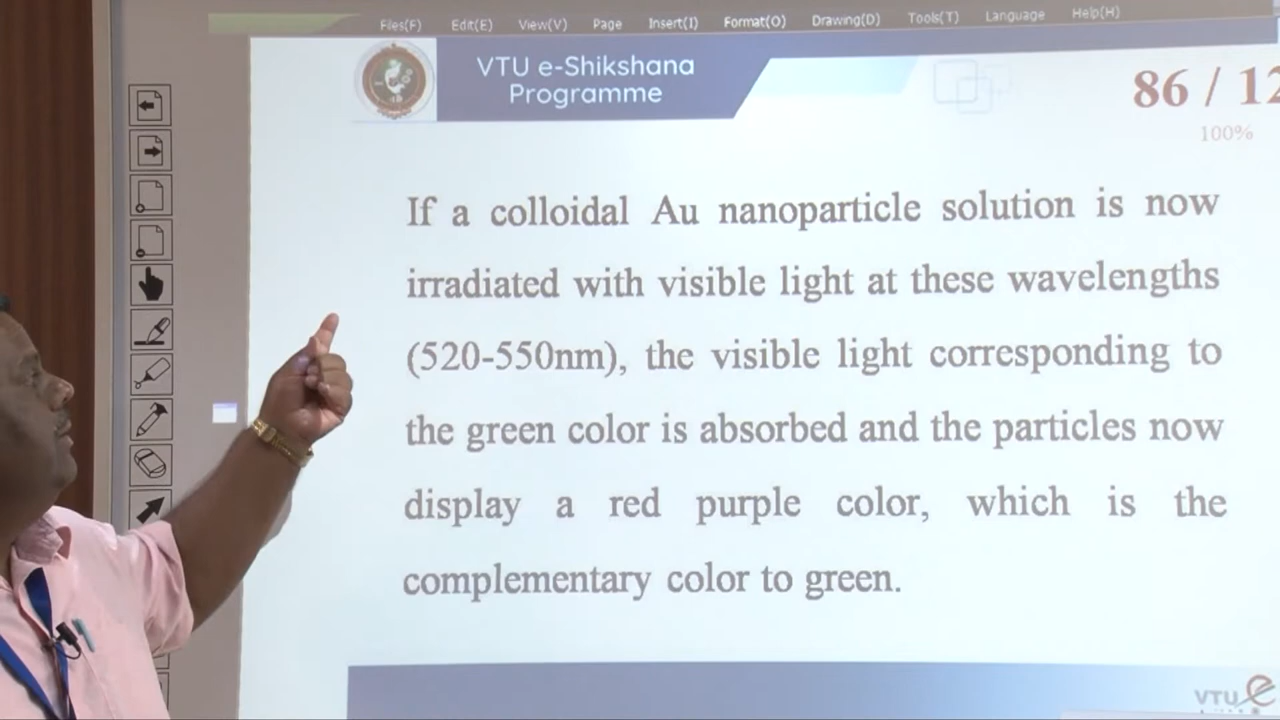 Files(F) Edit(E) View(V) Page Insert(I) Format(O) Drawing(D) Tools(T) Language Help(H)
VTU e-Shikshana
Programme
86 / 12
100%
If a colloidal Au nanoparticle solution is now
irradiated with visible light at these wavelengths
(520-550nm), the visible light corresponding to
the green color is absorbed and the particles now
display a red purple color, which is the
complementary color to green.
VTU e